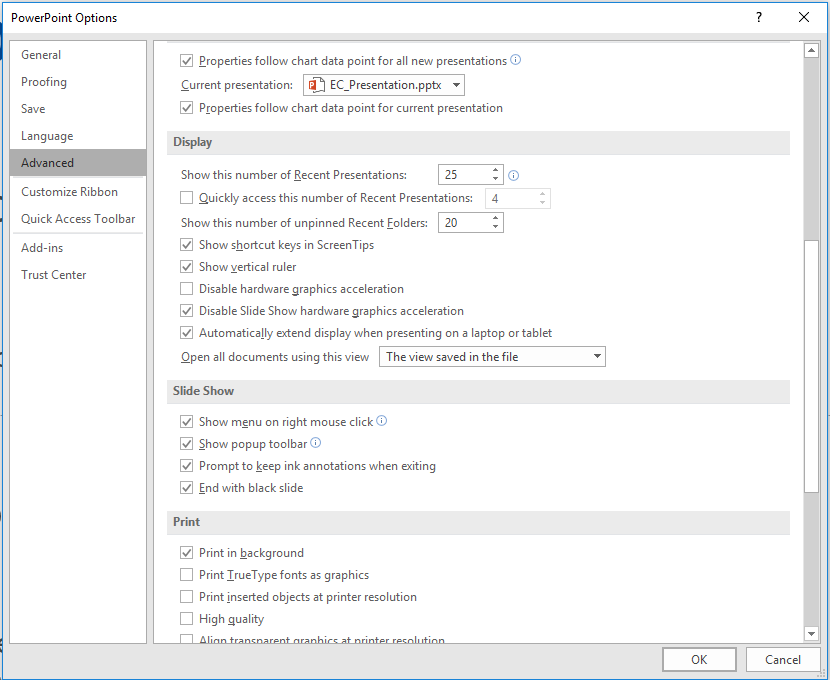 PowerPoint Options
?
General
Proofing
Save
Language
Advanced
Customize Ribbon
Quick Access Toolbar
Add-ins
Trust Center
Properties follow chart data point for all new presentations
Current presentation: EC_Presentation.pptx
Properties follow chart data point for current presentation
Display
Show this number of Recent Presentations: 25
Quickly access this number of Recent Presentations: 4
Show this number of unpinned Recent Folders: 20
Show shortcut keys in ScreenTips
Show vertical ruler
Disable hardware graphics acceleration
Disable Slide Show hardware graphics acceleration
Automatically extend display when presenting on a laptop or tablet
Open all documents using this view The view saved in the file
Slide Show
Show menu on right mouse click
Show popup toolbar
Prompt to keep ink annotations when exiting
End with black slide
Print
Print in background
Print TrueType fonts as graphics
Print inserted objects at printer resolution
High quality
Align transparent graphics at printer resolution
OK Cancel